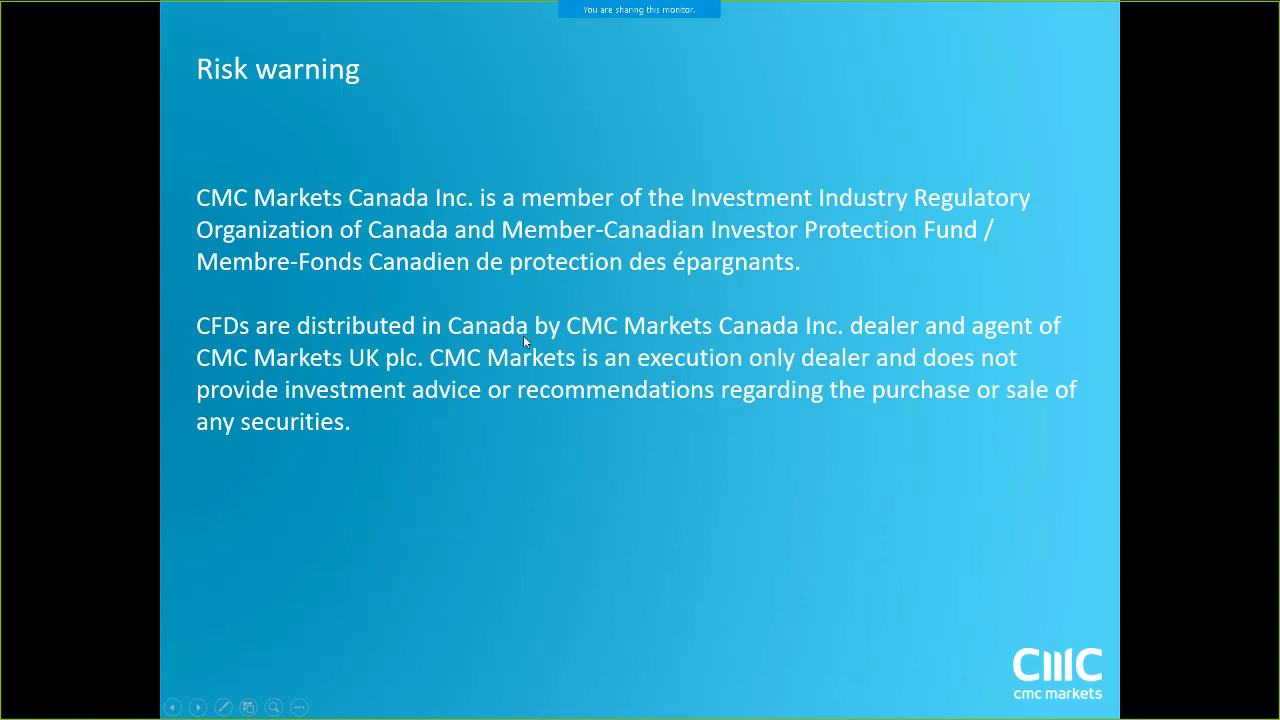 You are sharing this monitor.
Risk warning
CMC Markets Canada Inc. is a member of the Investment Industry Regulatory
Organization of Canada and Member-Canadian Investor Protection Fund /
Membre-Fonds Canadien de protection des épargnants.
CFDs are distributed in Canada by CMC Markets Canada Inc. dealer and agent of
CMC Markets UK plc. CMC Markets is an execution only dealer and does not
provide investment advice or recommendations regarding the purchase or sale of
any securities.
CMC
cmc markets